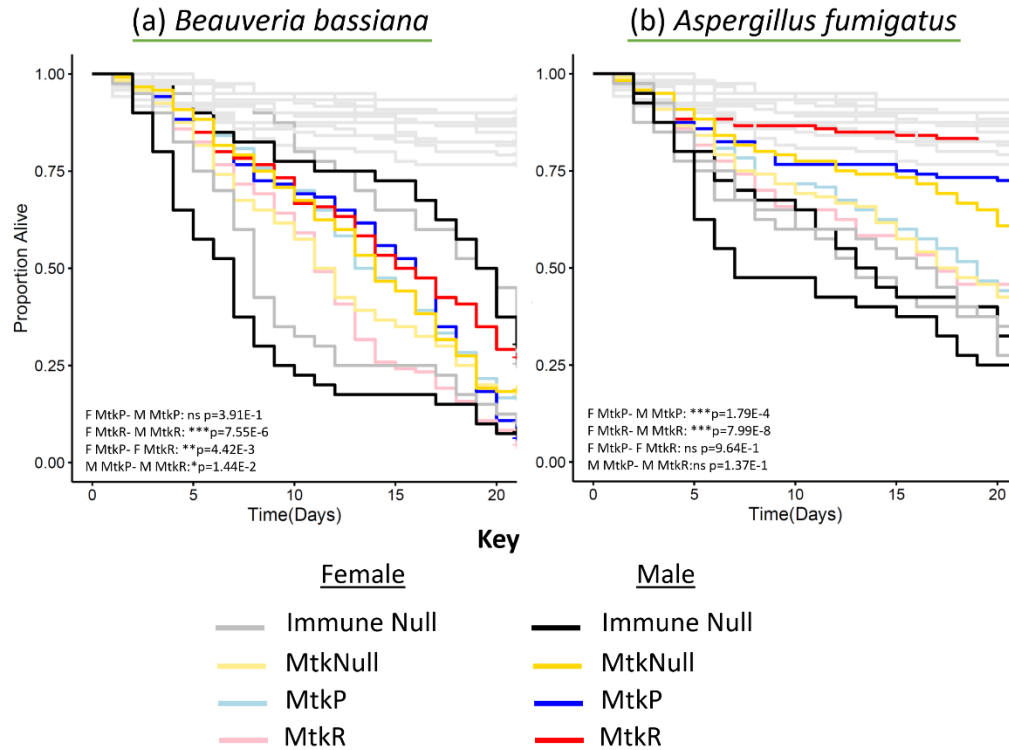 (a) Beauveria bassiana
(b) Aspergillus fumigatus
Proportion Alive
1.00
0.75
0.50
0.25
0.00
F MtkP- M MtkP: ns p=3.91E-1
F MtkR- M MtkR: ***p=7.55E-6
F MtkP- F MtkR: **p=4.42E-3
M MtkP- M MtkR:*p=1.44E-2
0 5 10 15 20
Time(Days)
1.00
0.75
0.50
0.25
0.00
F MtkP- M MtkP: ***p=1.79E-4
F MtkR- M MtkR: ***p=7.99E-8
F MtkP- F MtkR: ns p=9.64E-1
M MtkP- M MtkR:ns p=1.37E-1
0 5 10 15 20
Time(Days)
Key
Female
Immune Null
MtkNull
MtkP
MtkR
Male
Immune Null
MtkNull
MtkP
MtkR